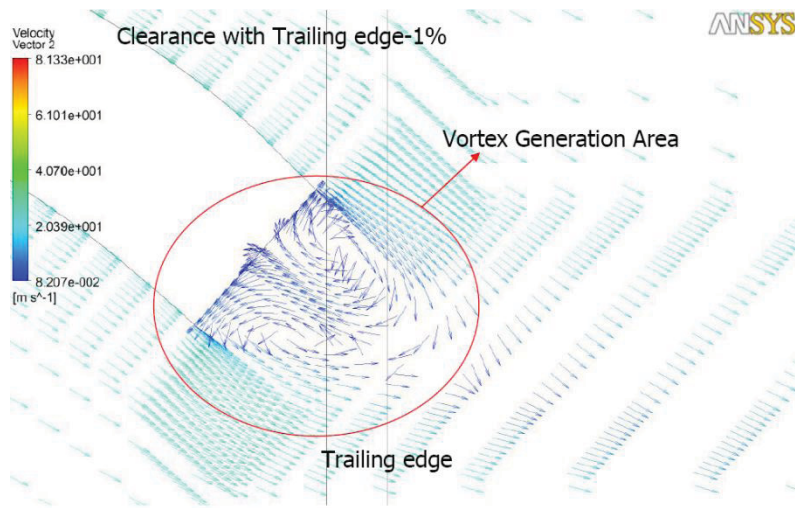 Clearance with Trailing edge-1%
ANSYS
Velocity
Vector 2
8.133e+001
6.101e+001
4.070e+001
2.039e+001
8.207e-002
[m s^-1]
Vortex Generation Area
Trailing edge